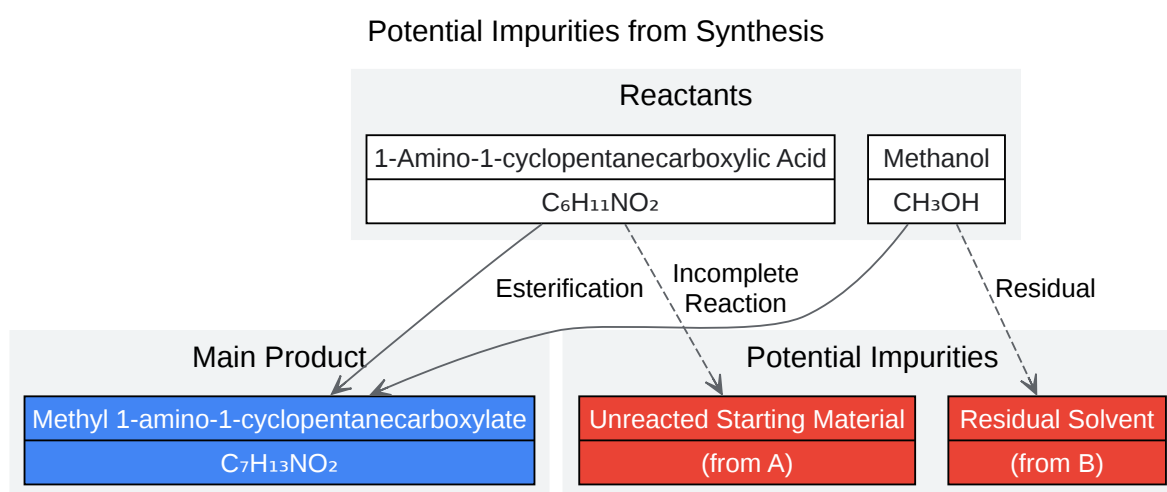 Potential Impurities from Synthesis
Reactants
1-Amino-1-cyclopentanecarboxylic Acid
C₆H₁₁NO₂
Methanol
CH₃OH
Esterification
Incomplete
Reaction
Residual
Main Product
Methyl 1-amino-1-cyclopentanecarboxylate
C₇H₁₃NO₂
Potential Impurities
Unreacted Starting Material
(from A)
Residual Solvent
(from B)